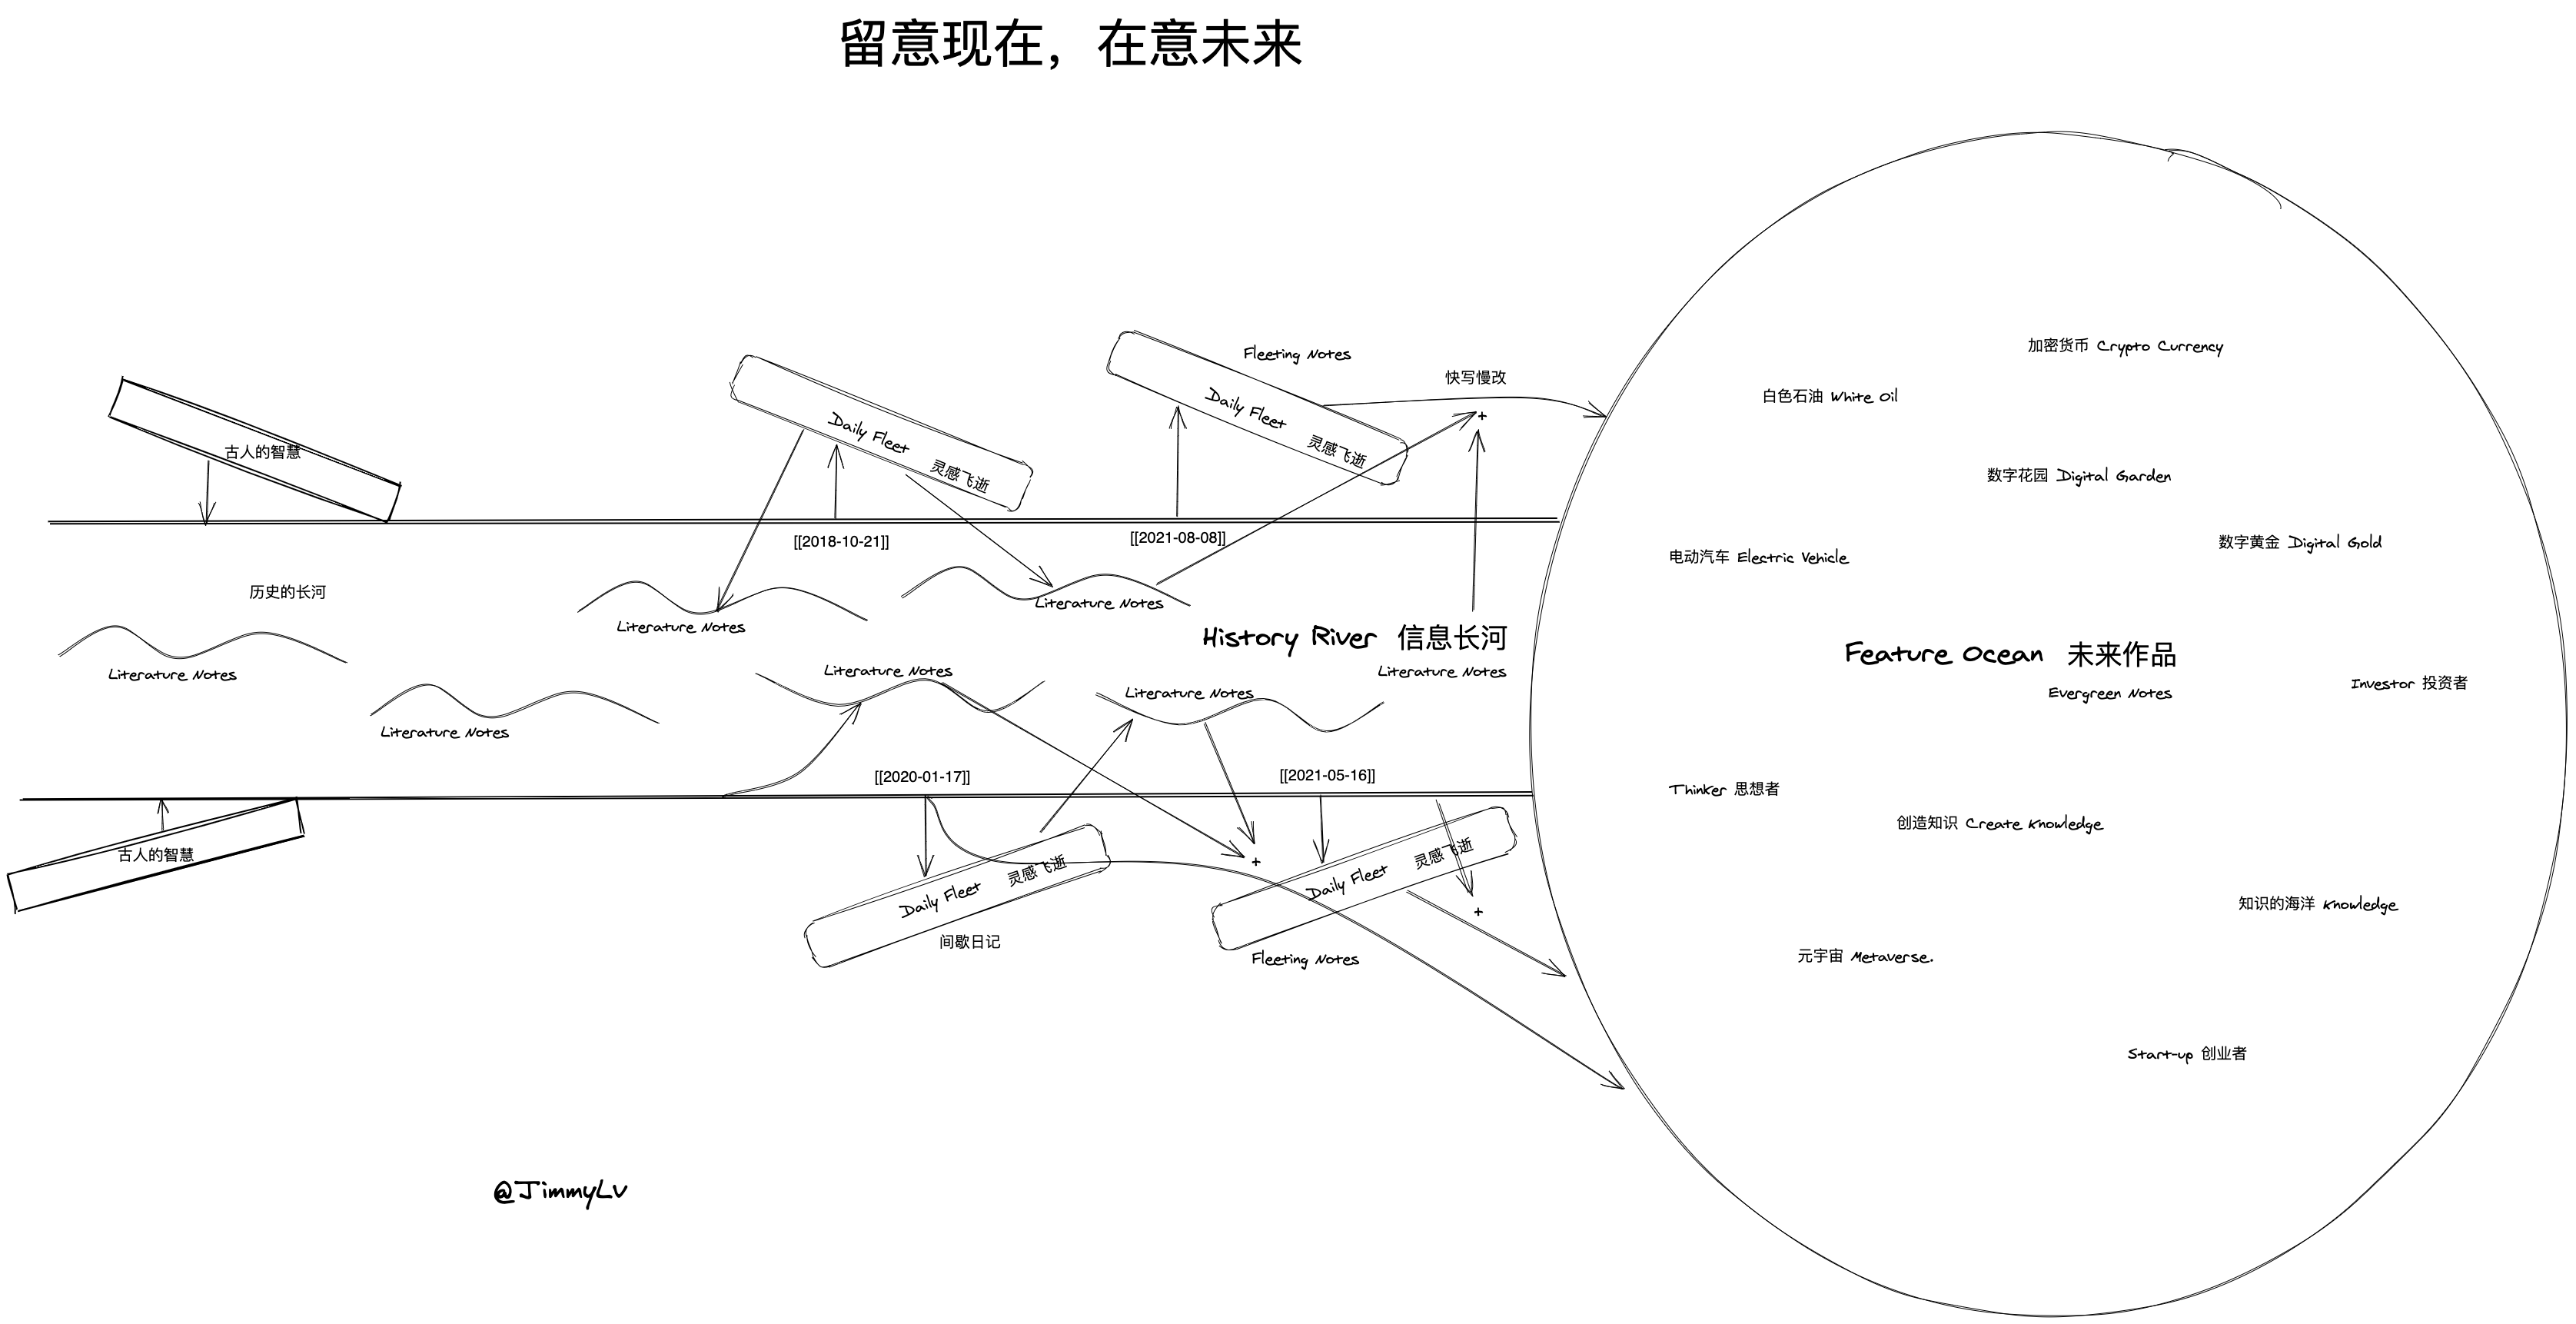 留意现在，在意未来
Fleeting Notes
快写慢改
Daily Fleet 灵感飞逝
Daily Fleet 灵感飞逝
古人的智慧
+
[[2018-10-21]]
[[2021-08-08]]
历史的长河
Literature Notes
Literature Notes
History River 信息长河
Literature Notes
Literature Notes
Literature Notes
Literature Notes
Literature Notes
[[2020-01-17]]
[[2021-05-16]]
古人的智慧
Daily Fleet 灵感飞逝
间歇日记
+
Daily Fleet 灵感飞逝
+
Fleeting Notes
加密货币 Crypto Currency
白色石油 White Oil
数字花园 Digital Garden
数字黄金 Digital Gold
电动汽车 Electric Vehicle
Feature Ocean 未来作品
Evergreen Notes
Investor 投资者
Thinker 思想者
创造知识 Create Knowledge
知识的海洋 Knowledge
元宇宙 Metaverse.
Start-up 创业者
@JimmyLv